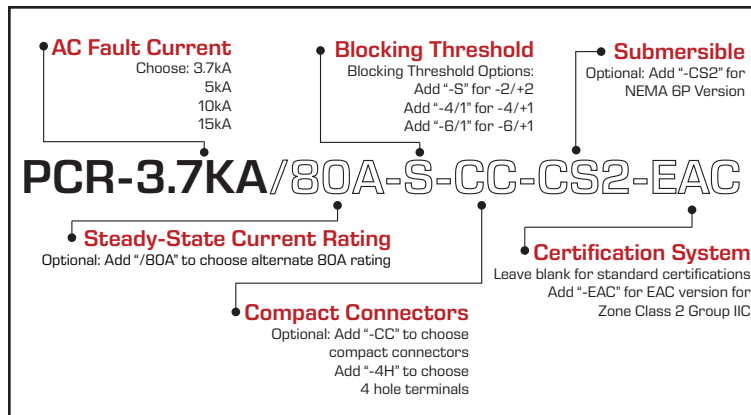 AC Fault Current
Choose: 3.7kA
5kA
10kA
15kA
Blocking Threshold
Blocking Threshold Options:
Add "-S" for -2/+2
Add "-4/1" for -4/+1
Add "-6/1" for -6/+1
Submersible
Optional: Add "-CS2" for
NEMA 6P Version
PCR-3.7KA/80A-S-CC-CS2-EAC
Steady-State Current Rating
Optional: Add "/80A" to choose alternate 80A rating
Compact Connectors
Optional: Add "-CC" to choose
compact connectors
Add "-4H" to choose
4 hole terminals
Certification System
Leave blank for standard certifications
Add "-EAC" for EAC version for
Zone Class 2 Group IIC